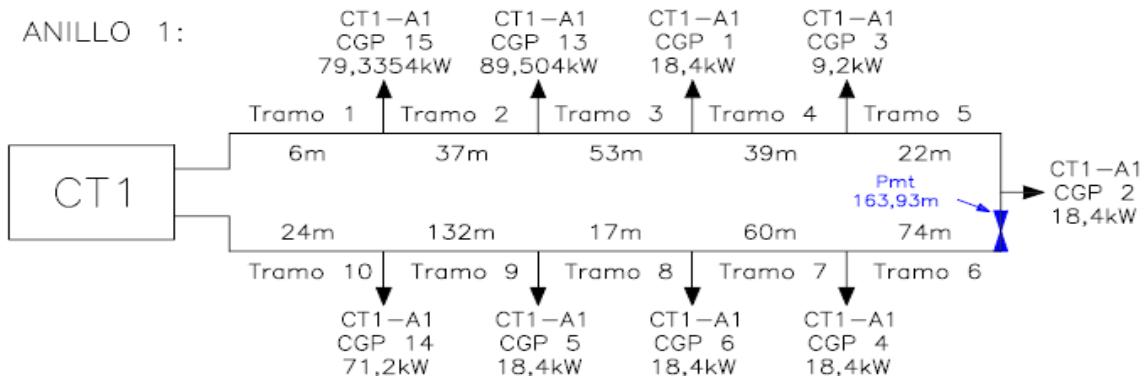 ANILLO 1:
CT1-A1
CGP 15
79,3354kW
CT1-A1
CGP 13
89,504kW
CT1-A1
CGP 1
18,4kW
CT1-A1
CGP 3
9,2kW
Tramo 1
Tramo 2
Tramo 3
Tramo 4
Tramo 5
6m
37m
53m
39m
22m
CT1
Pmt
163,93m
CT1-A1
CGP 2
18,4kW
24m
132m
17m
60m
74m
Tramo 10
Tramo 9
Tramo 8
Tramo 7
Tramo 6
CT1-A1
CGP 14
71,2kW
CT1-A1
CGP 5
18,4kW
CT1-A1
CGP 6
18,4kW
CT1-A1
CGP 4
18,4kW